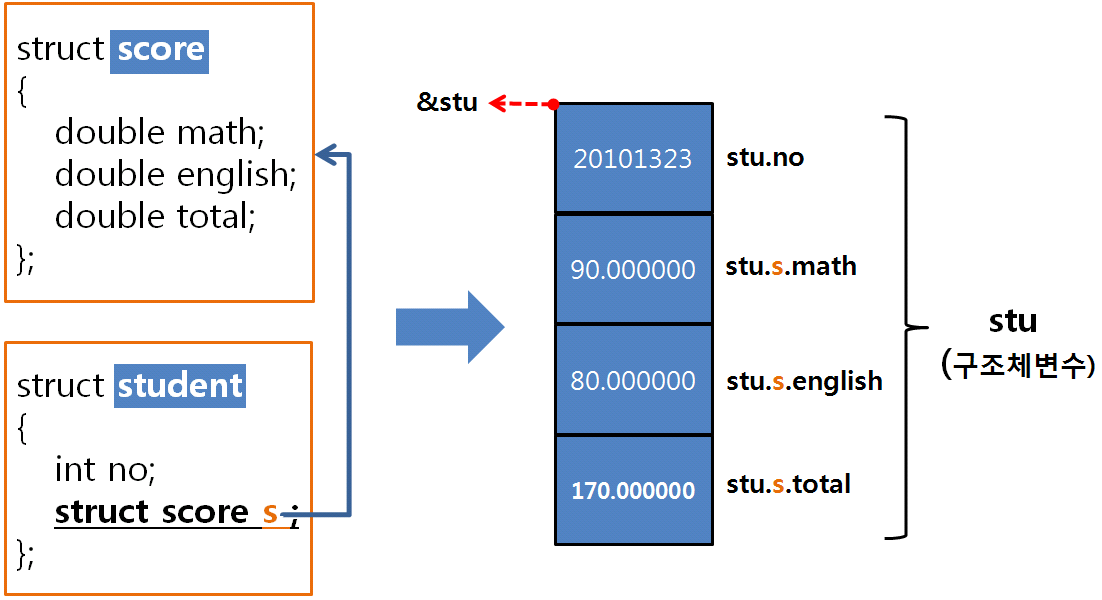 struct score
{
double math;
double english;
double total;
};
struct student
{
int no;
struct score s ;
};
&stu
20101323
stu.no
90.000000
stu.s.math
80.000000
stu.s.english
170.000000
stu.s.total
stu
(구조체변수)